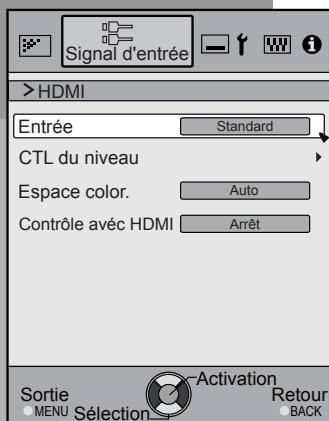 Signal d'entrée
>HDMI
Entrée Standard
CTL du niveau
Espace color. Auto
Contrôle avéc HDMI Arrêt
Activation
Sortie Retour
MENU Sélection BACK